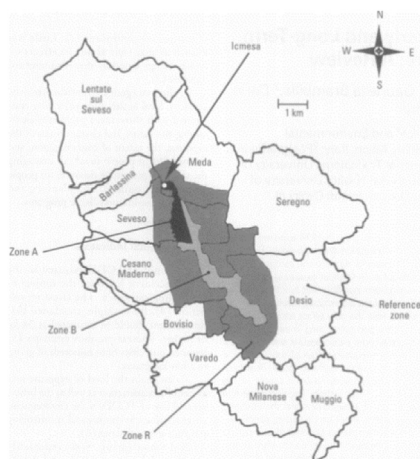 N
W
E
S
Icmesa
Lentate
sul
Seveso
1 km
Meda
Barlassina
Seregno
Seveso
Zone A
Cesano
Maderno
Desio
Reference
zone
Zone B
Bovisio
Varedo
Nova
Milanese
Muggio
Zone R